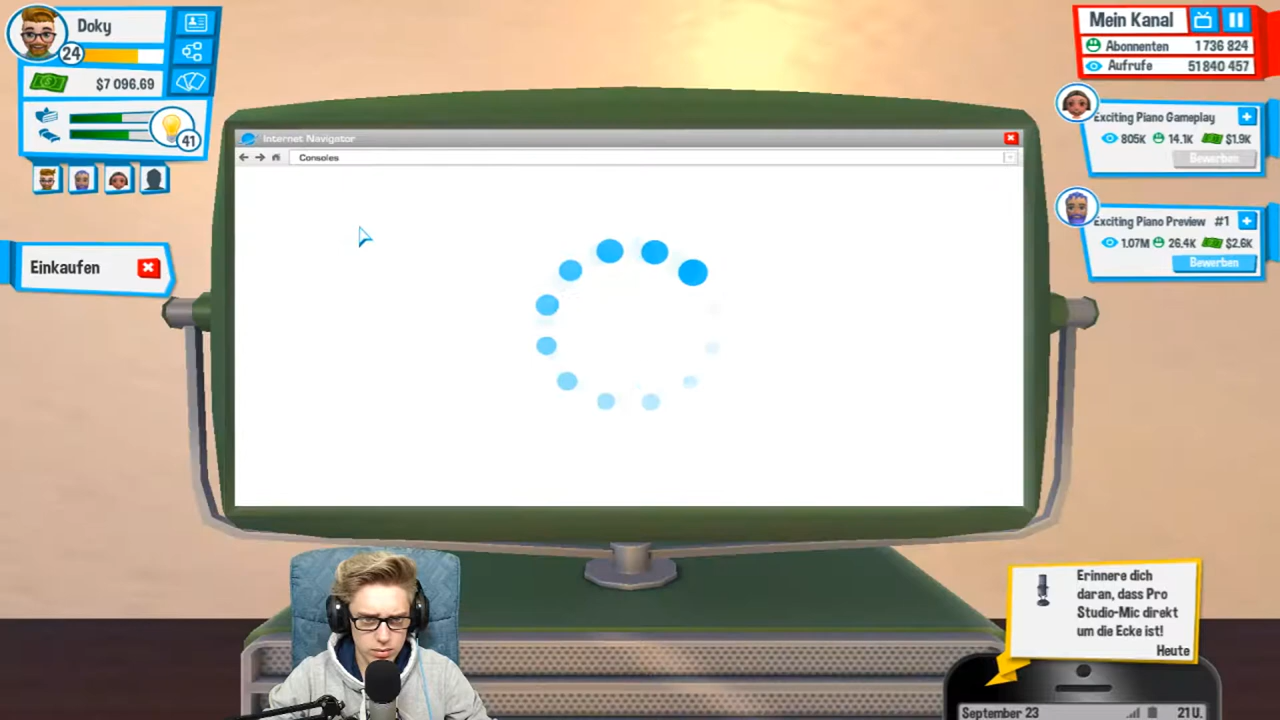 Doky
24
$7 096.69
41
Einkaufen
Internet Navigator
Consoles
Mein Kanal
Abonnenten 1 736 824
Aufrufe 51 840 457
Exciting Piano Gameplay
805K 14.1K $1.9K
Bewerben
Exciting Piano Preview #1
1.07M 26.4K $2.6K
Bewerben
Erinnere dich
daran, dass Pro
Studio-Mic direkt
um die Ecke ist!
Heute
September 23 21 U.